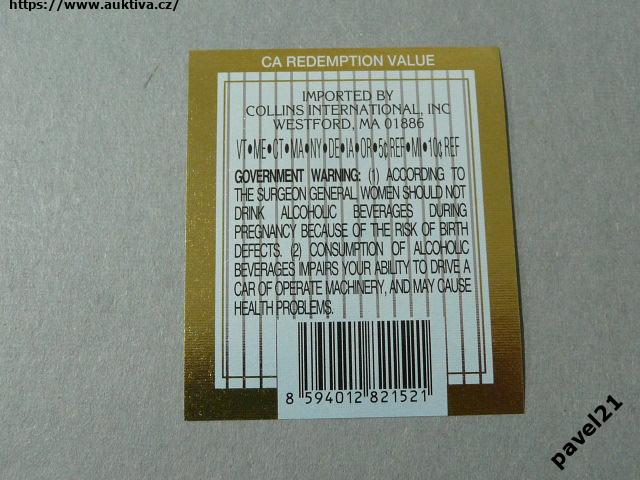 https://www.auktiva.cz/
CA REDEMPTION VALUE
IMPORTED BY
COLLINS INTERNATIONAL, INC
WESTFORD, MA 01886
VT•ME•CT•MA•NY•DE•IA•OR•5¢ REF•MI•10¢ REF
GOVERNMENT WARNING: (1) ACCORDING TO
THE SURGEON GENERAL, WOMEN SHOULD NOT
DRINK ALCOHOLIC BEVERAGES DURING
PREGNANCY BECAUSE OF THE RISK OF BIRTH
DEFECTS. (2) CONSUMPTION OF ALCOHOLIC
BEVERAGES IMPAIRS YOUR ABILITY TO DRIVE A
CAR OF OPERATE MACHINERY, AND MAY CAUSE
HEALTH PROBLEMS.
8 594012 821521
pavel21